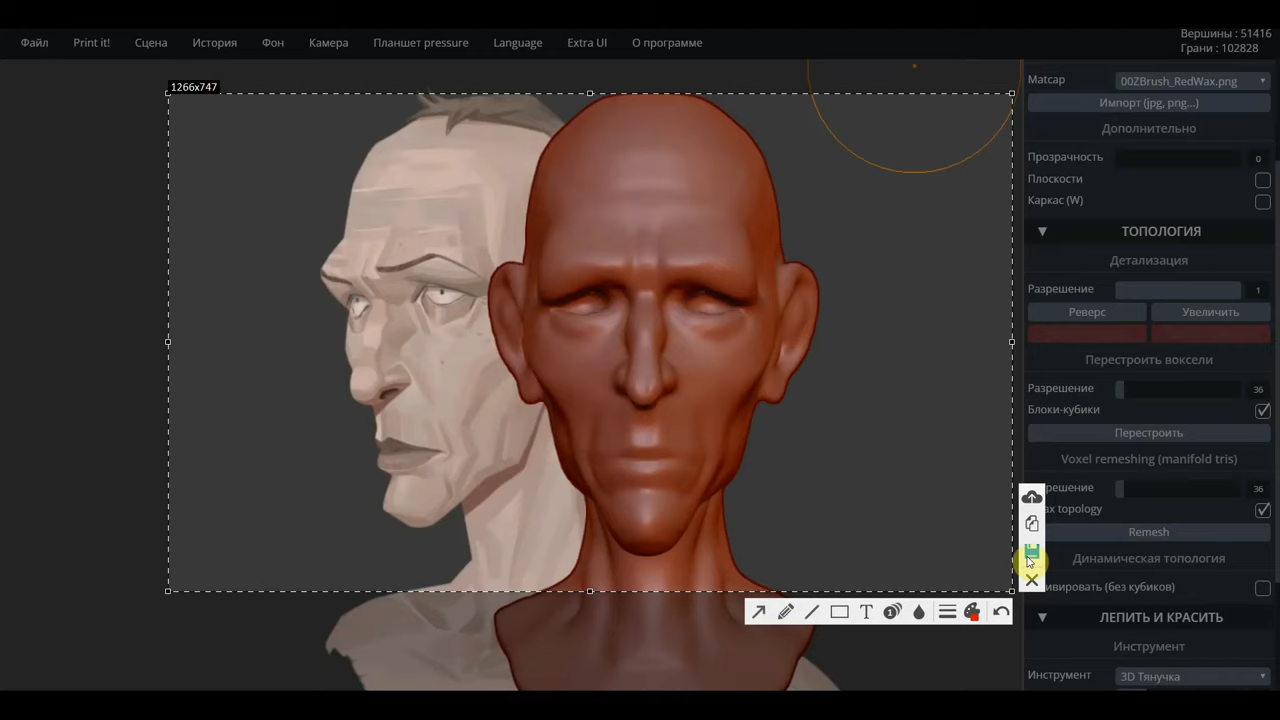 Файл Print it! Сцена История Фон Камера Планшет pressure Language Extra UI О программе
Вершины : 51416
Грани : 102828
1266x747
Matcap 00ZBrush_RedWax.png
Импорт (jpg, png...)
Дополнительно
Прозрачность 0
Плоскости
Каркас (W)
ТОПОЛОГИЯ
Детализация
Разрешение 1
Реверс Увеличить
Перестроить воксели
Разрешение 36
Блоки-кубики
Перестроить
Voxel remeshing (manifold tris)
решение 36
ax topology
Remesh
Динамическая топология
ивировать (без кубиков)
ЛЕПИТЬ И КРАСИТЬ
Инструмент
Инструмент 3D Тянучка
T
1